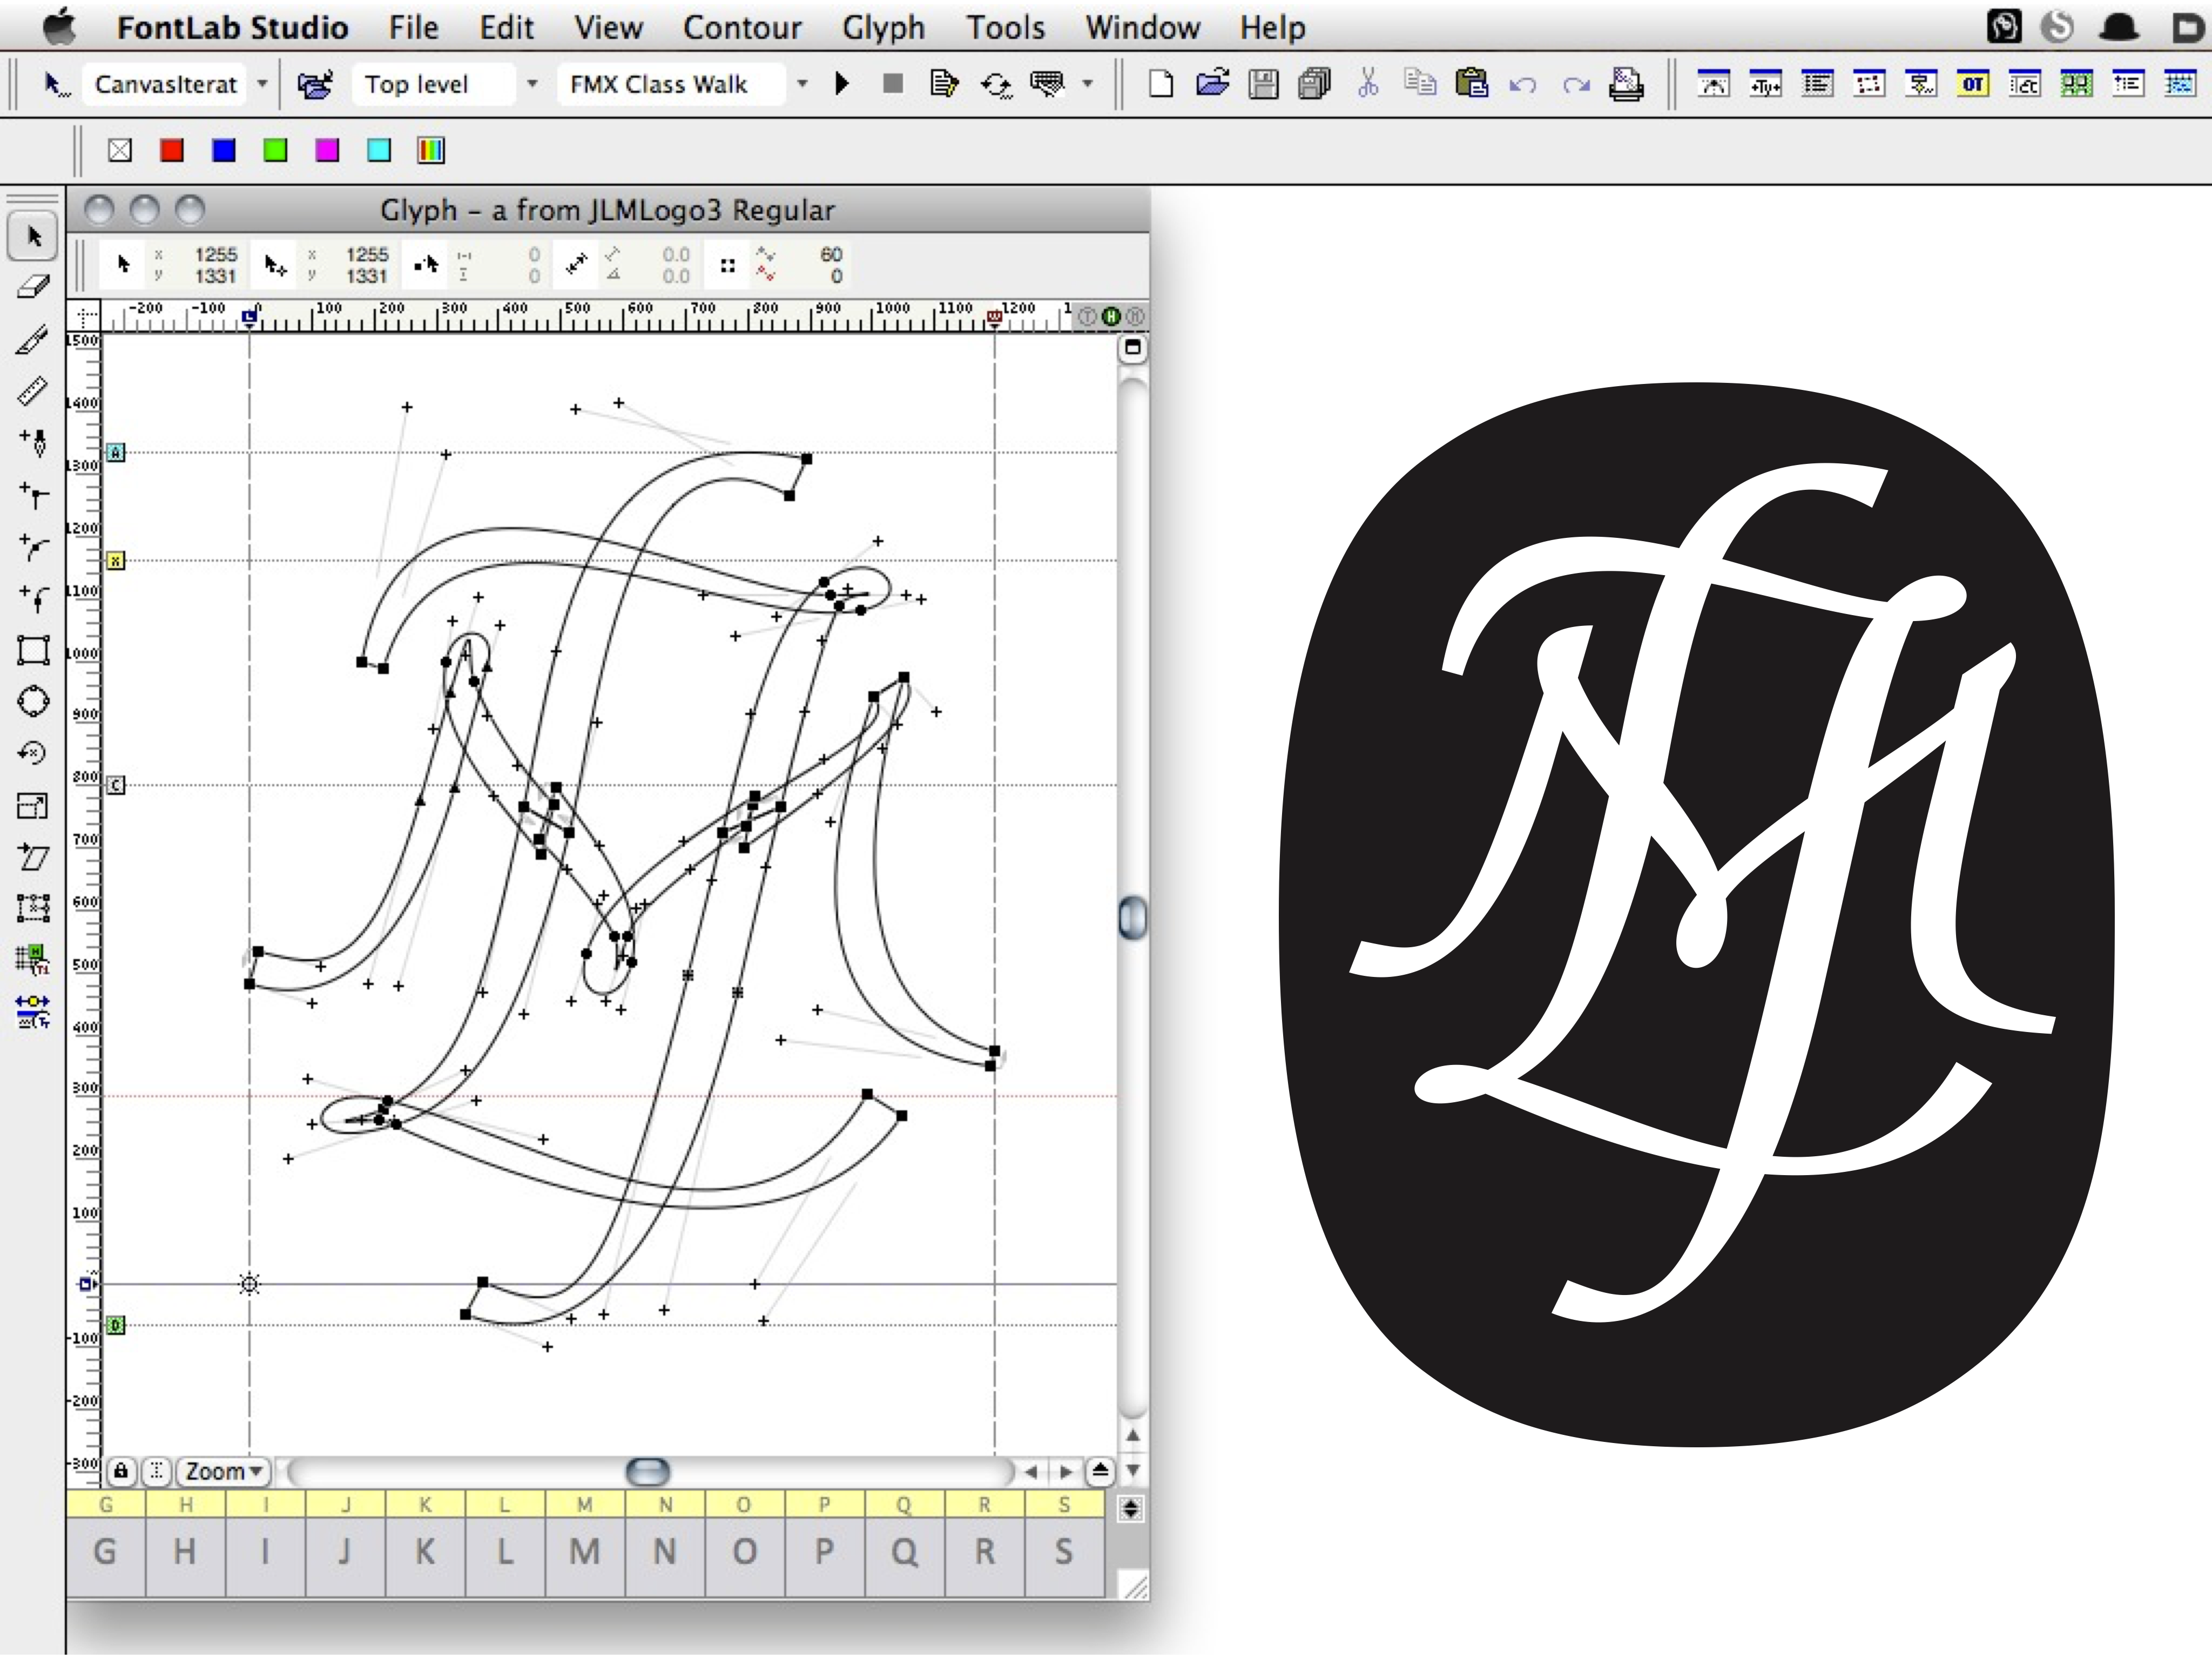 FontLab Studio File Edit View Contour Glyph Tools Window Help
CanvasIterat Top level FMX Class Walk OT
Glyph – a from JLMLogo3 Regular
x 1255 x 1255 0 0.0 60
y 1331 y 1331 0 0.0 0
-200 -100 0 100 200 300 400 500 600 700 800 900 1000 1100 1200 1
1500
1400
A
1300
1200
X
1100
1000
900
800
C
700
600
500
400
300
200
100
D
-100
-200
-300
Zoom
G H I J K L M N O P Q R S
G H I J K L M N O P Q R S
JLM